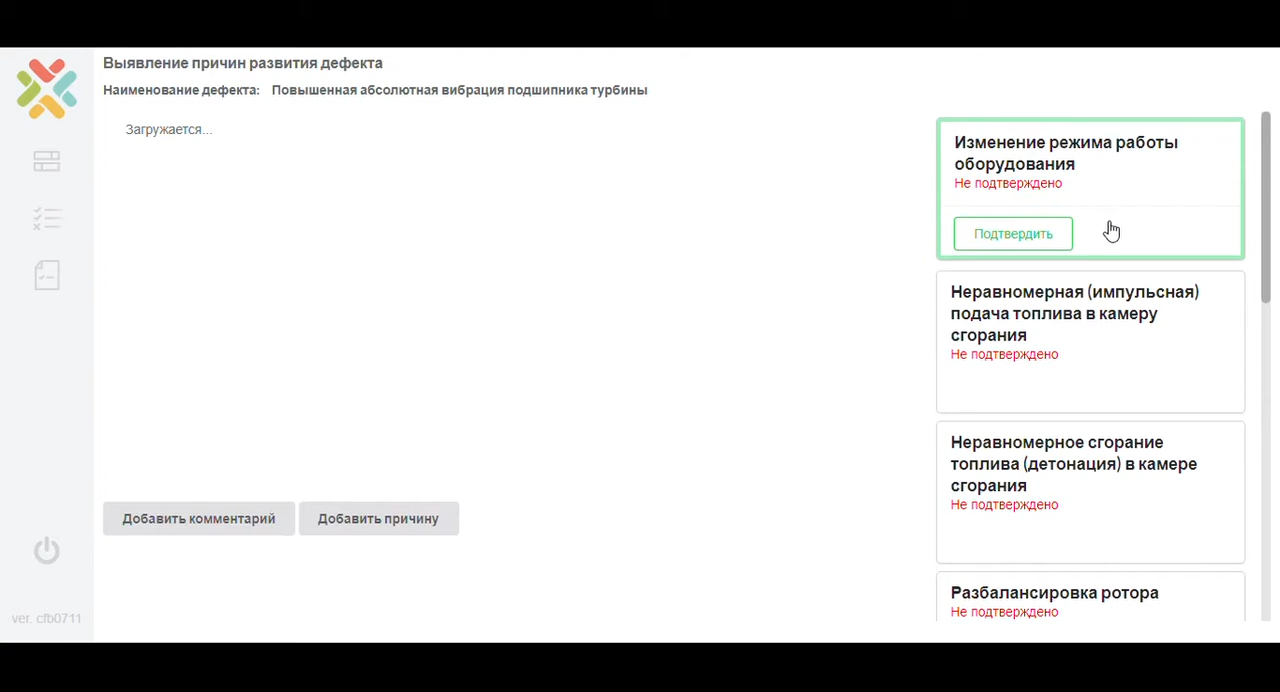 Выявление причин развития дефекта
Наименование дефекта: Повышенная абсолютная вибрация подшипника турбины
Загружается...
Изменение режима работы
оборудования
Не подтверждено
Подтвердить
Неравномерная (импульсная)
подача топлива в камеру
сгорания
Не подтверждено
Неравномерное сгорание
топлива (детонация) в камере
сгорания
Не подтверждено
Разбалансировка ротора
Не подтверждено
Добавить комментарий
Добавить причину
ver. cfb0711